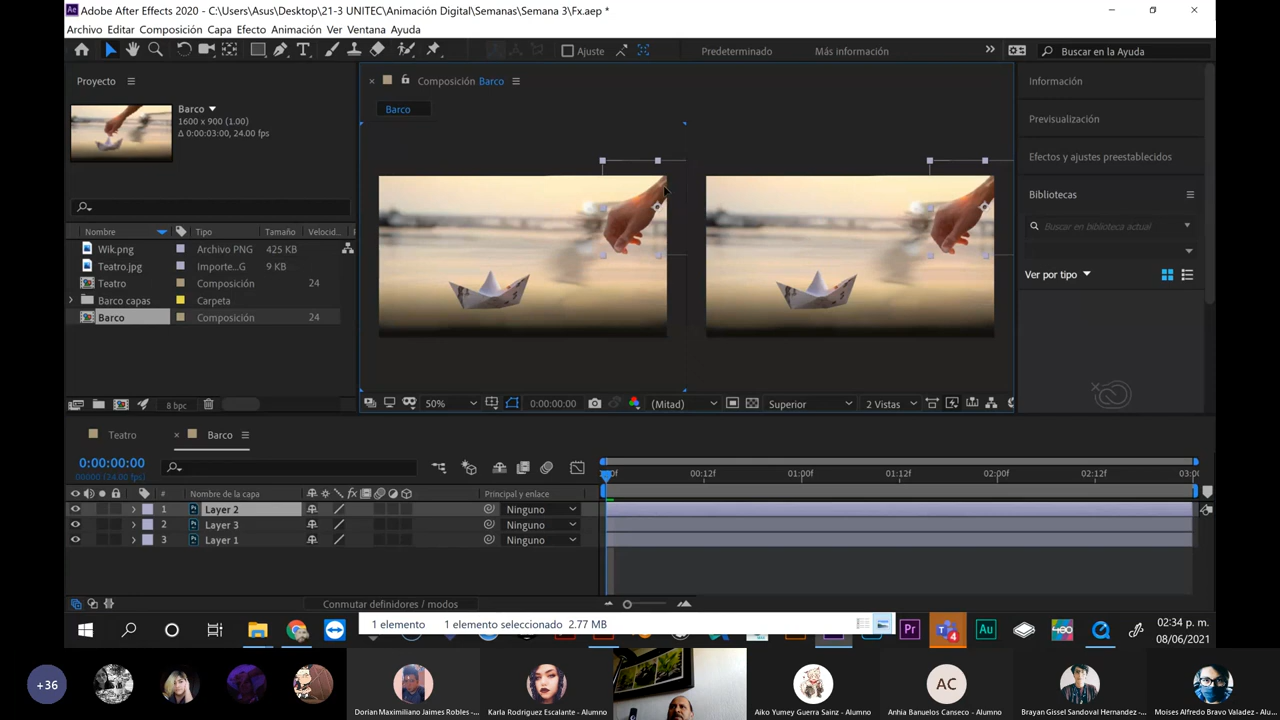 Adobe After Effects 2020 - C:\Users\Asus\Desktop\21-3 UNITEC\Animación Digital\Semanas\Semana 3\Fx.aep *
Archivo Editar Composición Capa Efecto Animación Ver Ventana Ayuda
Ajuste
Predeterminado
Más información
Buscar en la Ayuda
Proyecto
Barco
1600 x 900 (1.00)
Δ 0:00:03:00, 24.00 fps
Nombre Tipo Tamaño Velocid..
Wik.png Archivo PNG 425 KB
Teatro.jpg Importe...G 9 KB
Teatro Composición 24
Barco capas Carpeta
Barco Composición 24
8 bpc
Composición Barco
Barco
50%
0:00:00:00
(Mitad)
Superior
2 Vistas
Información
Previsualización
Efectos y ajustes preestablecidos
Bibliotecas
Buscar en biblioteca actual
Ver por tipo
Teatro
Barco
0:00:00:00
00000 (24.00 fps)
00:12f 01:00f 01:12f 02:00f 02:12f
# Nombre de la capa Principal y enlace
1 Layer 2 Ninguno
2 Layer 3 Ninguno
3 Layer 1 Ninguno
Conmutar definidores / modos
1 elemento 1 elemento seleccionado 2.77 MB
Pr
4
Au
02:34 p. m.
08/06/2021
+36
Dorian Maximiliano Jaimes Robles -...
Karla Rodriguez Escalante - Alumno
Aiko Yumey Guerra Sainz - Alumno
AC
Anhia Banuelos Canseco - Alumno
Brayan Gissel Sandoval Hernandez -...
Moises Alfredo Bravo Valadez - Alu...